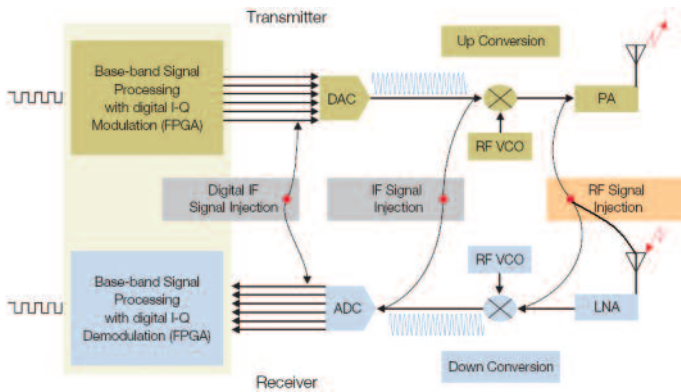 Transmitter
Up Conversion
Base-band Signal
Processing
with digital I-Q
Modulation (FPGA)
DAC
PA
RF VCO
Digital IF
Signal Injection
IF Signal
Injection
RF Signal
Injection
Base-band Signal
Processing
with digital I-Q
Demodulation (FPGA)
RF VCO
ADC
LNA
Down Conversion
Receiver